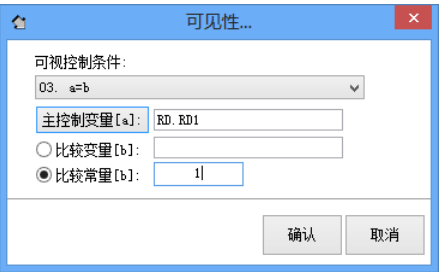 可见性...
可视控制条件:
03. a=b
主控制变量[a]: RD.RD1
比较变量[b]:
比较常量[b]: 1
确认 取消